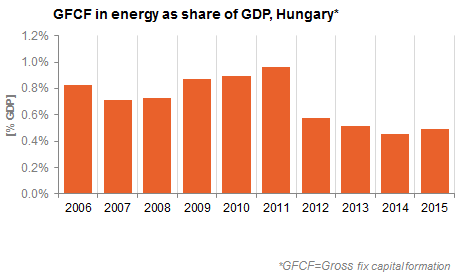 GFCF in energy as share of GDP, Hungary*
[% GDP]
1.2%
1.0%
0.8%
0.6%
0.4%
0.2%
0.0%
2006 2007 2008 2009 2010 2011 2012 2013 2014 2015
*GFCF=Gross fix capital formation